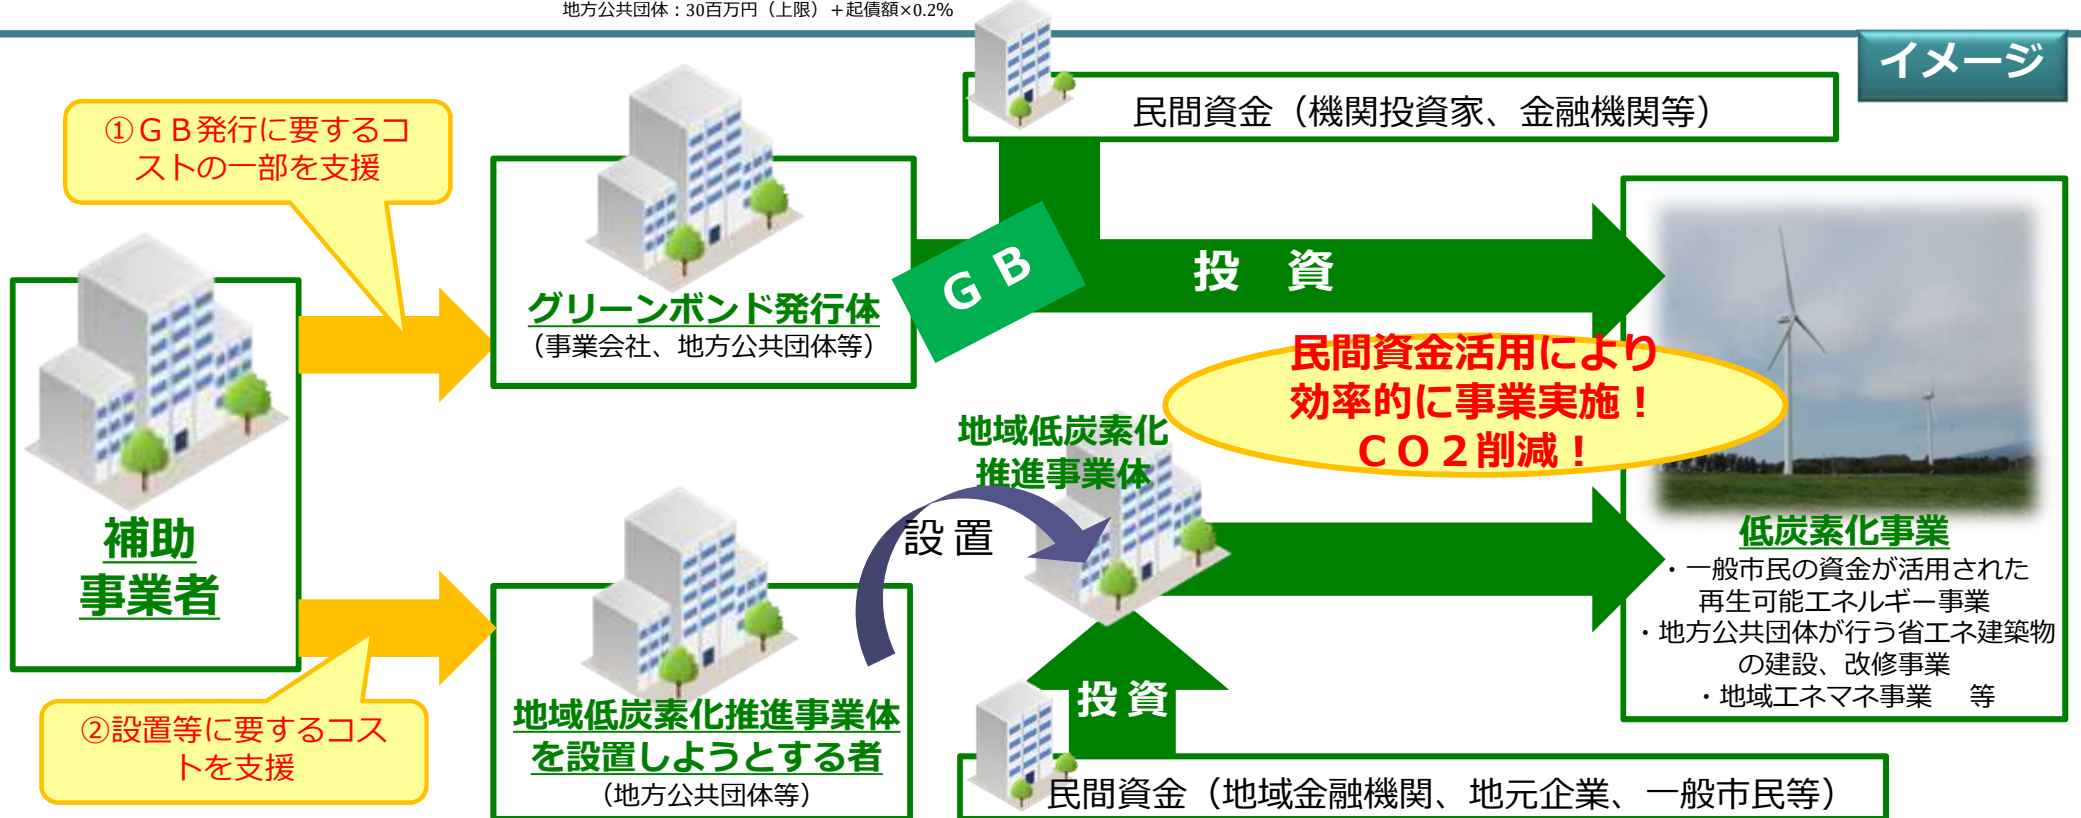 地方公共団体：30百万円（上限）＋起債額×0.2%
イメージ
民間資金（機関投資家、金融機関等）
①ＧＢ発行に要するコ
ストの一部を支援
グリーンボンド発行体
（事業会社、地方公共団体等）
ＧＢ
投　資
民間資金活用により
効率的に事業実施！
ＣＯ２削減！
補助
事業者
地域低炭素化
推進事業体
設置
低炭素化事業
・一般市民の資金が活用された
再生可能エネルギー事業
・地方公共団体が行う省エネ建築物
の建設、改修事業
・地域エネマネ事業　等
②設置等に要するコス
トを支援
地域低炭素化推進事業体
を設置しようとする者
（地方公共団体等）
投資
民間資金（地域金融機関、地元企業、一般市民等）